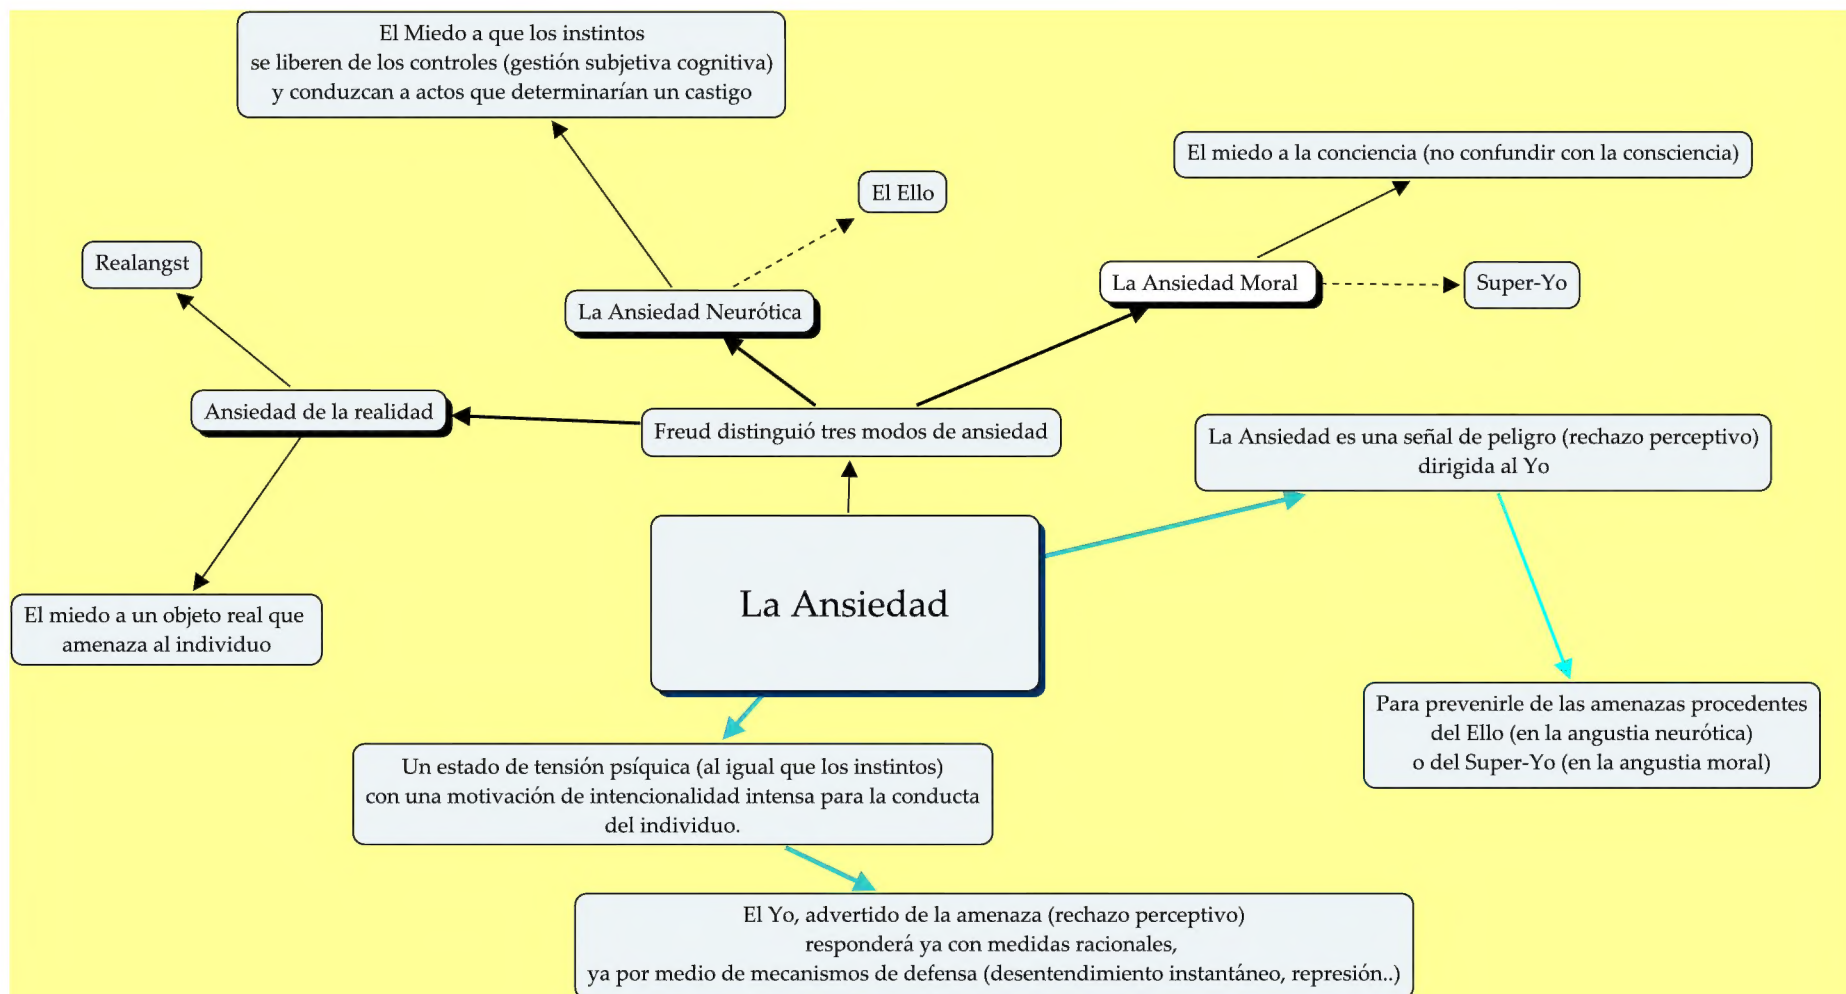 El Miedo a que los instintos
se liberen de los controles (gestión subjetiva cognitiva)
y conduzcan a actos que determinarían un castigo
El miedo a la conciencia (no confundir con la consciencia)
El Ello
Realangst
La Ansiedad Neurótica
La Ansiedad Moral
Super-Yo
Ansiedad de la realidad
Freud distinguió tres modos de ansiedad
La Ansiedad es una señal de peligro (rechazo perceptivo)
dirigida al Yo
La Ansiedad
El miedo a un objeto real que
amenaza al individuo
Para prevenirle de las amenazas procedentes
del Ello (en la angustia neurótica)
o del Super-Yo (en la angustia moral)
Un estado de tensión psíquica (al igual que los instintos)
con una motivación de intencionalidad intensa para la conducta
del individuo.
El Yo, advertido de la amenaza (rechazo perceptivo)
responderá ya con medidas racionales,
ya por medio de mecanismos de defensa (desentendimiento instantáneo, represión..)